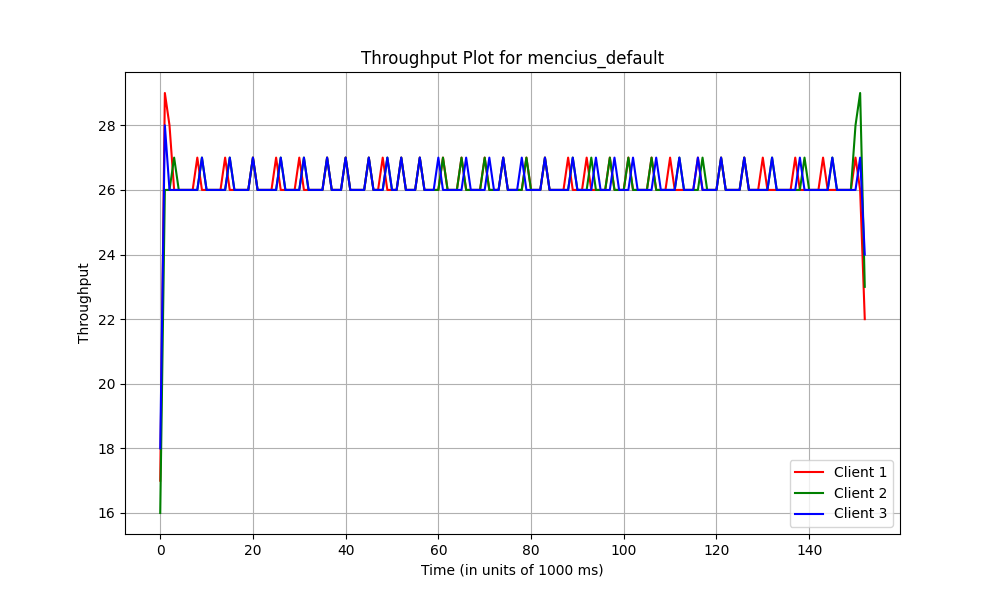 Throughput Plot for mencius_default
Throughput
28
26
24
22
20
18
16
0 20 40 60 80 100 120 140
Time (in units of 1000 ms)
Client 1
Client 2
Client 3